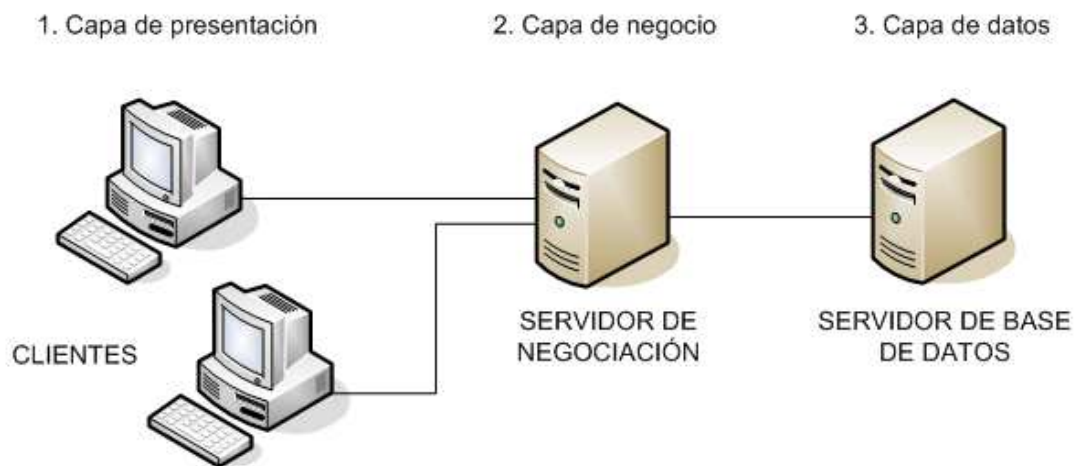 1. Capa de presentación
2. Capa de negocio
3. Capa de datos
CLIENTES
SERVIDOR DE
NEGOCIACIÓN
SERVIDOR DE BASE
DE DATOS